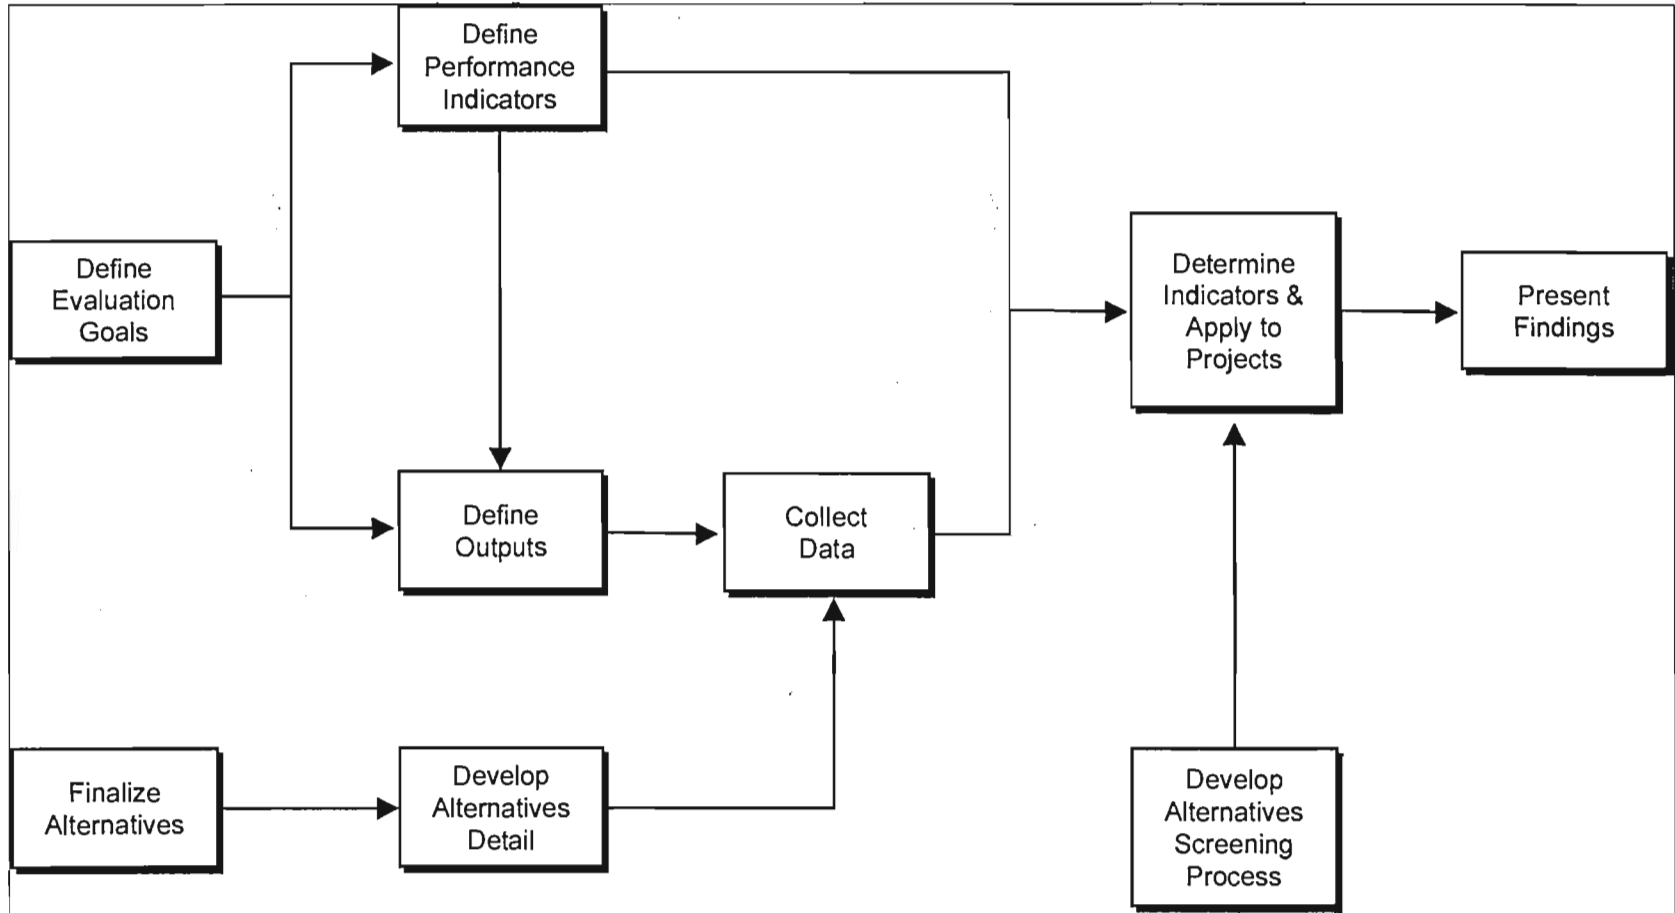 Define
Performance
Indicators
Define
Evaluation
Goals
Determine
Indicators &
Apply to
Projects
Present
Findings
Define
Outputs
Collect
Data
Finalize
Alternatives
Develop
Alternatives
Detail
Develop
Alternatives
Screening
Process